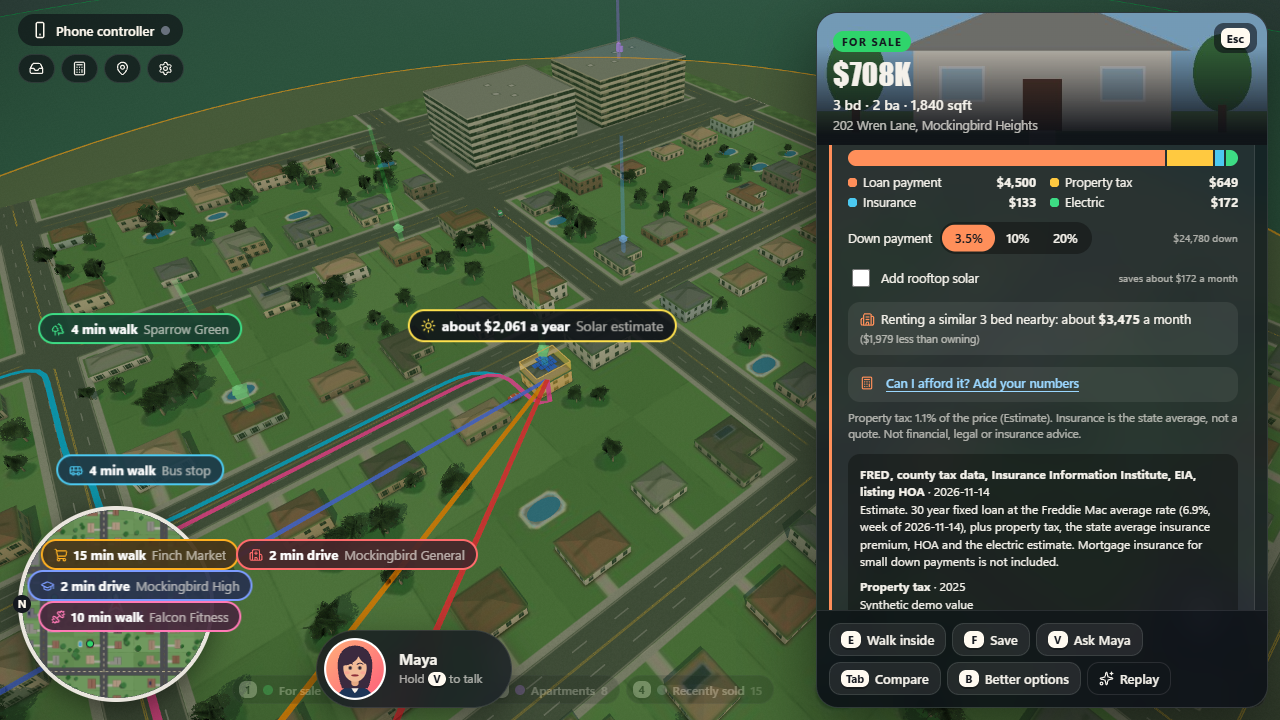 Phone controller
FOR SALE
Esc
$708K
3 bd · 2 ba · 1,840 sqft
202 Wren Lane, Mockingbird Heights
Loan payment $4,500 Property tax $649
Insurance $133 Electric $172
Down payment 3.5% 10% 20% $24,780 down
Add rooftop solar saves about $172 a month
Renting a similar 3 bed nearby: about $3,475 a month
($1,979 less than owning)
Can I afford it? Add your numbers
Property tax: 1.1% of the price (Estimate). Insurance is the state average, not a
quote. Not financial, legal or insurance advice.
FRED, county tax data, Insurance Information Institute, EIA,
listing HOA · 2026-11-14
Estimate. 30 year fixed loan at the Freddie Mac average rate (6.9%,
week of 2026-11-14), plus property tax, the state average insurance
premium, HOA and the electric estimate. Mortgage insurance for
small down payments is not included.
Property tax · 2025
Synthetic demo value
E Walk inside F Save V Ask Maya
Tab Compare B Better options Replay
4 min walk Sparrow Green
about $2,061 a year Solar estimate
4 min walk Bus stop
15 min walk Finch Market
2 min drive Mockingbird General
2 min drive Mockingbird High
N
10 min walk Falcon Fitness
Maya
Hold V to talk
1 For sale Apartments 8 4 Recently sold 15